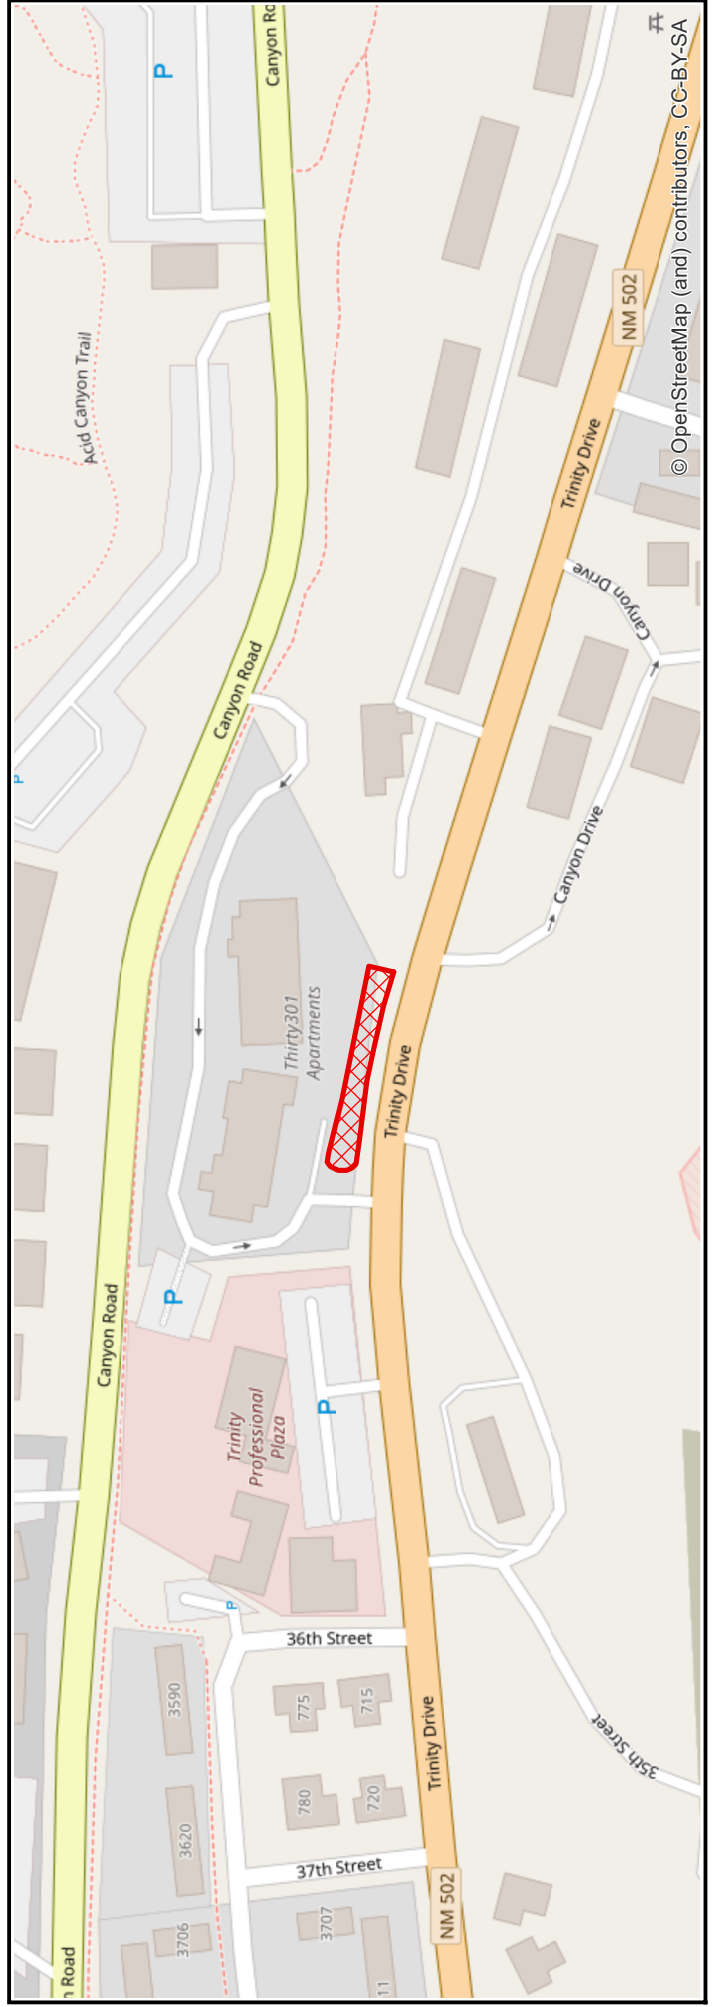 Canyon Ro
P
© OpenStreetMap (and) contributors, CC-BY-SA
NM 502
Acid Canyon Trail
Trinity Drive
Canyon Drive
Canyon Road
P
Canyon Drive
Thirty301
Apartments
Trinity Drive
P
Canyon Road
P
Trinity
Professional
Plaza
P
36th Street
3590
775
715
Trinity Drive
35th Street
780
720
3620
37th Street
NM 502
3706
3707
n Road
11